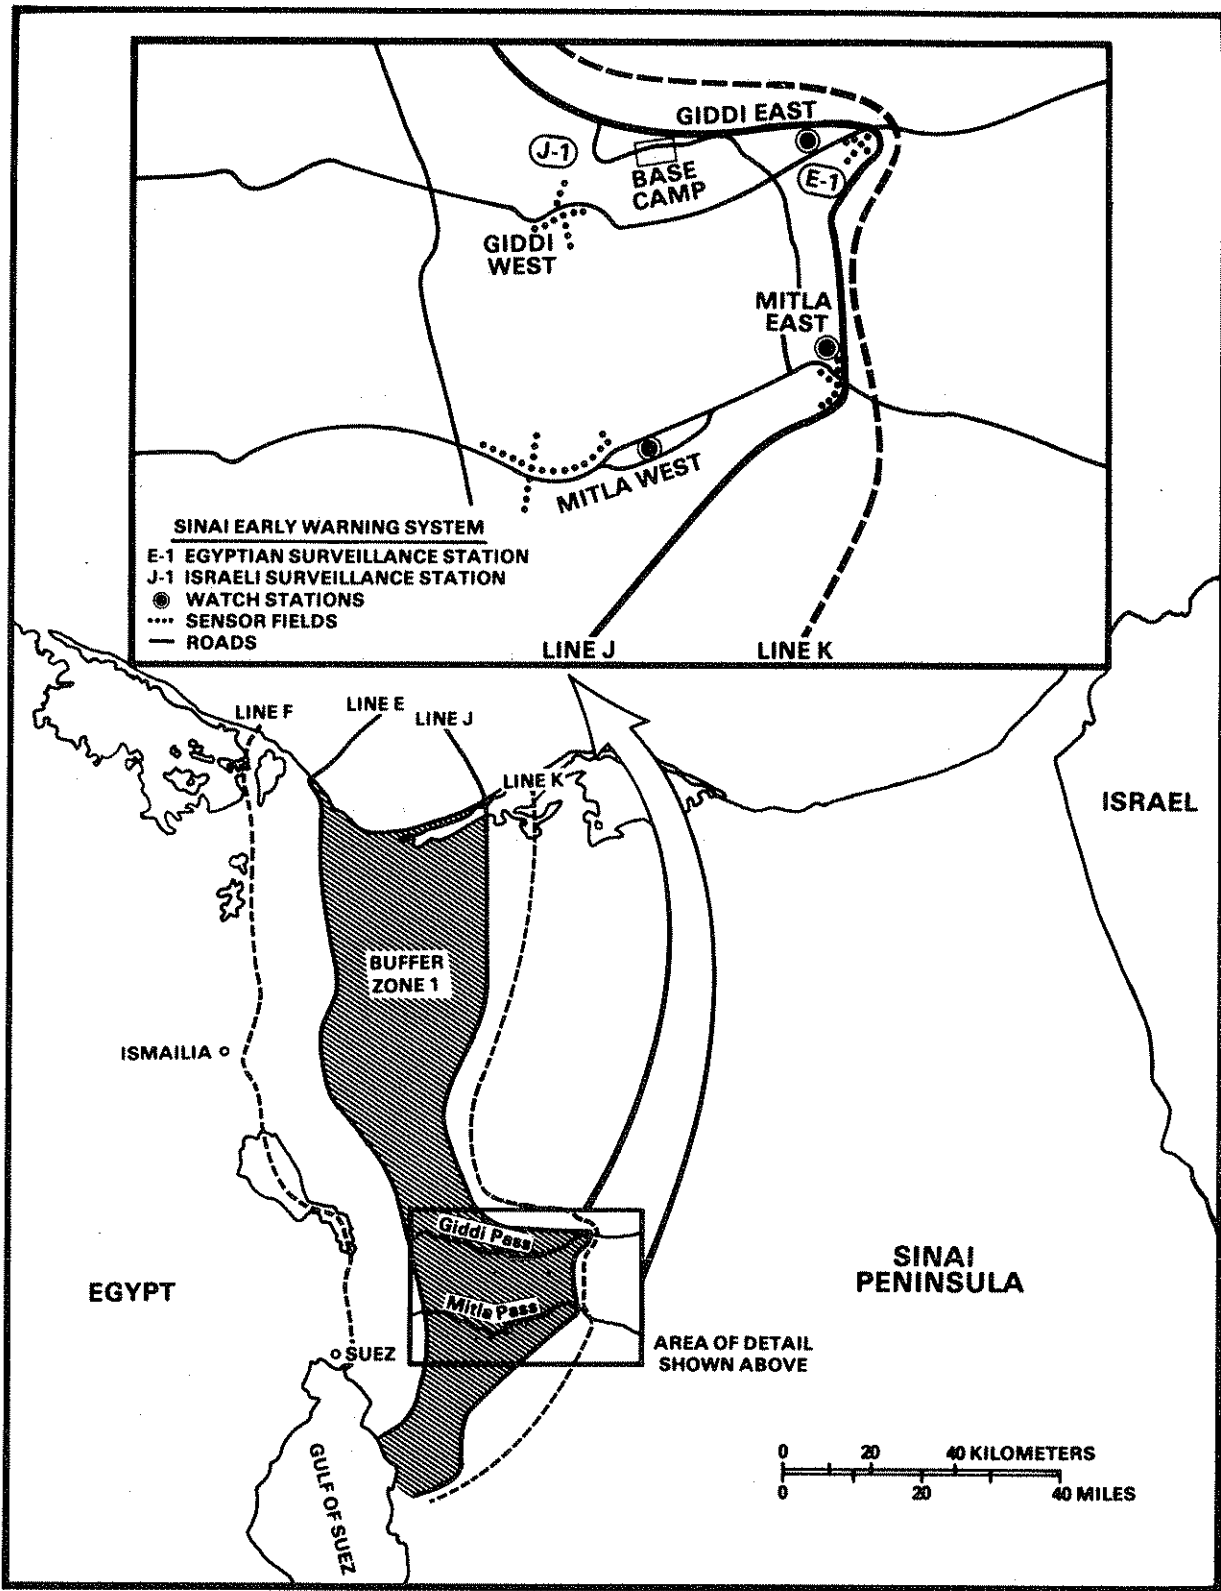 GIDDI EAST
J-1
BASE
CAMP
E-1
GIDDI
WEST
MITLA
EAST
MITLA WEST
SINAI EARLY WARNING SYSTEM
E-1 EGYPTIAN SURVEILLANCE STATION
J-1 ISRAELI SURVEILLANCE STATION
WATCH STATIONS
SENSOR FIELDS
ROADS
LINE J
LINE K
LINE F
LINE E
LINE J
LINE K
ISRAEL
BUFFER
ZONE 1
ISMAILIA
Giddi Pass
EGYPT
SINAI
PENINSULA
Mitla Pass
SUEZ
AREA OF DETAIL
SHOWN ABOVE
GULF OF SUEZ
0 20 40 KILOMETERS
0 20 40 MILES